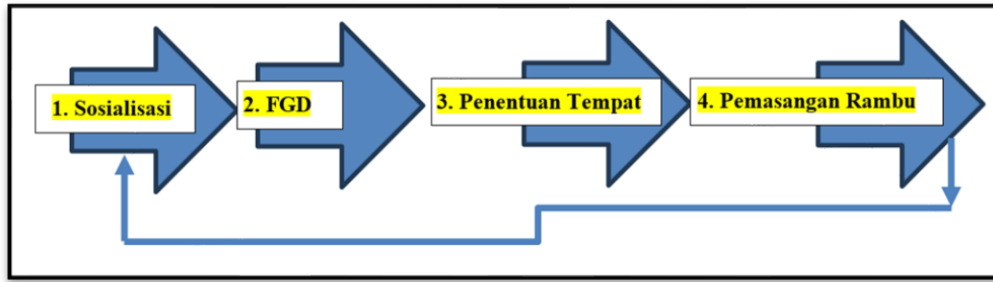 1. Sosialisasi
2. FGD
3. Penentuan Tempat
4. Pemasangan Rambu